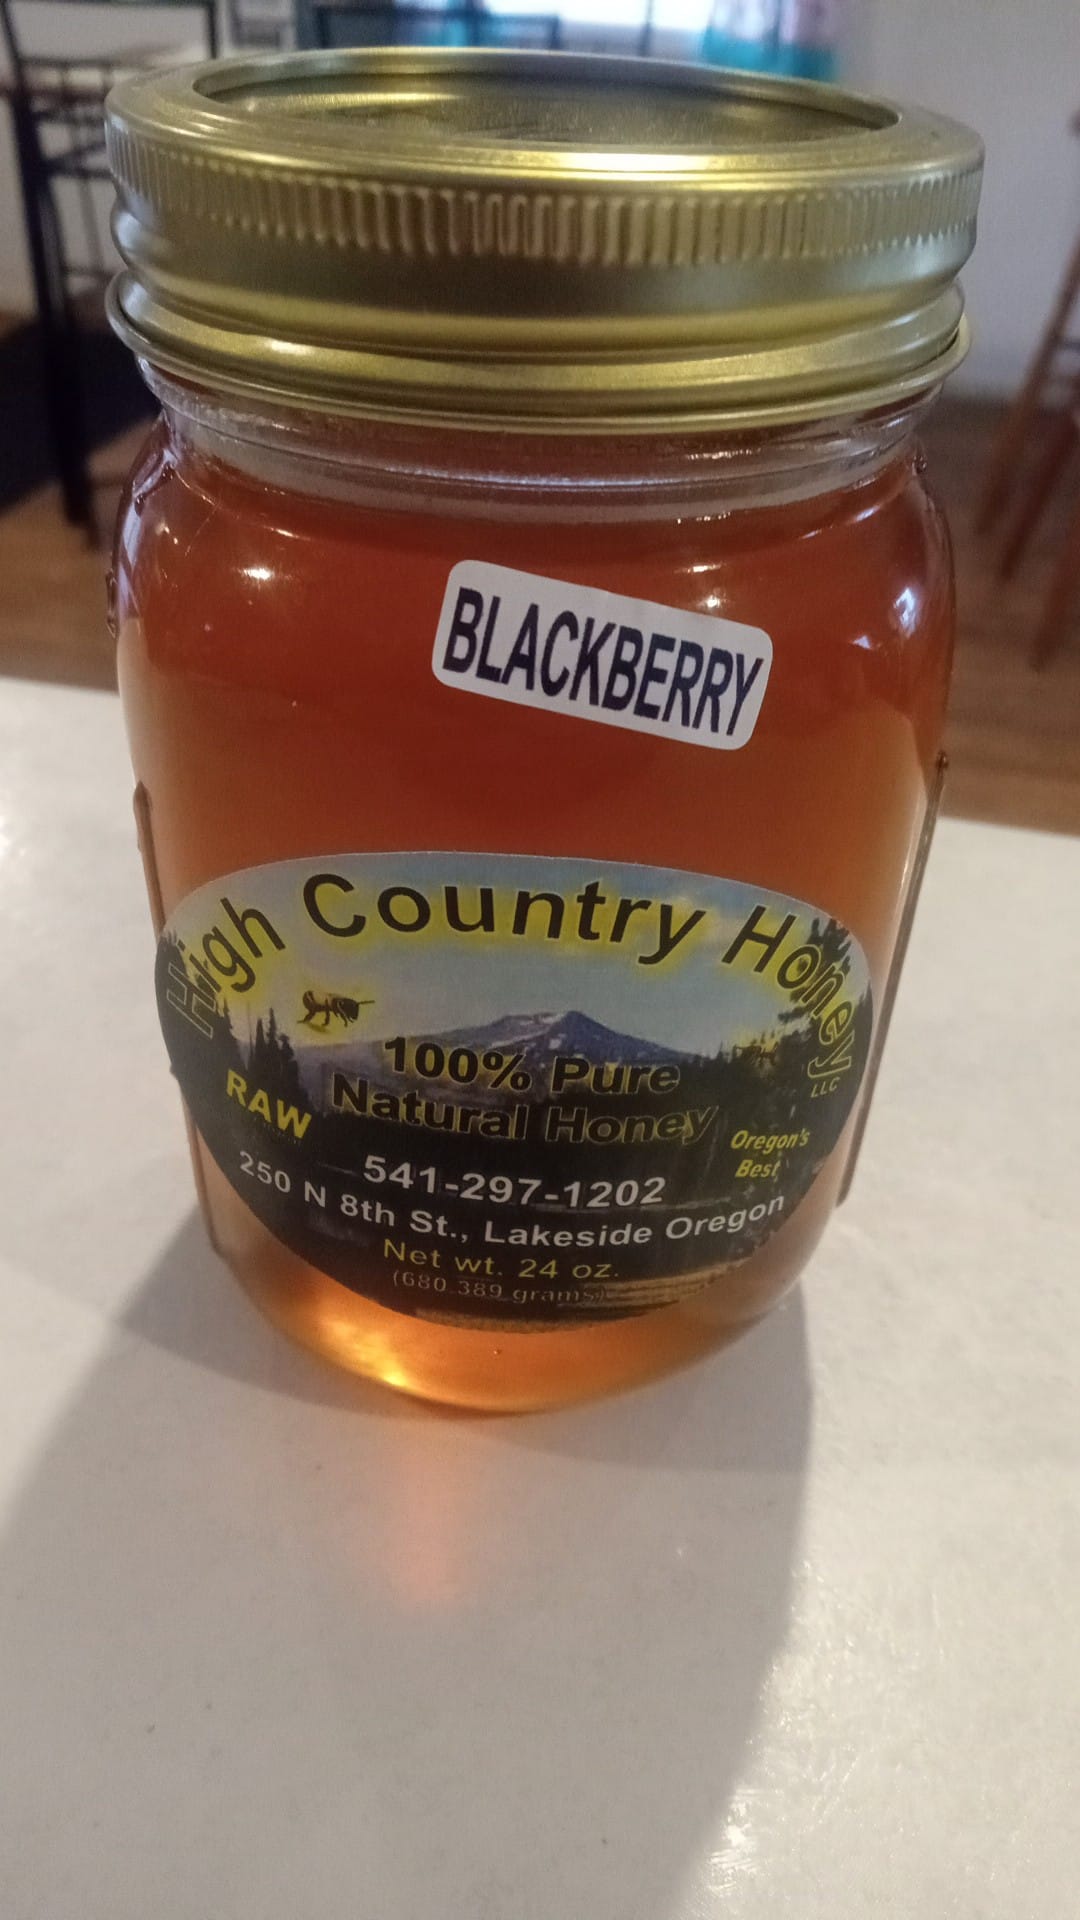 BLACKBERRY
High Country Honey
LLC
100% Pure
Natural Honey
RAW
Oregon's
Best
541-297-1202
250 N 8th St., Lakeside Oregon
Net wt. 24 oz.
(680.389 grams)